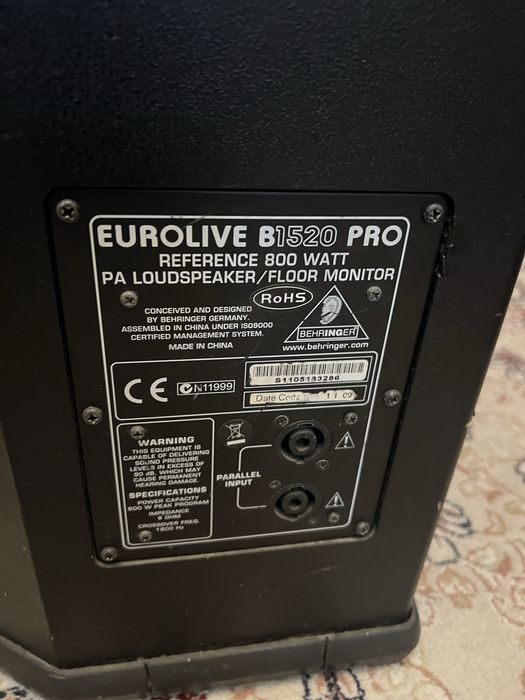 EUROLIVE B1520 PRO
REFERENCE 800 WATT
PA LOUDSPEAKER/FLOOR MONITOR
RoHS
CONCEIVED AND DESIGNED
BY BEHRINGER GERMANY.
ASSEMBLED IN CHINA UNDER ISO9000
CERTIFIED MANAGEMENT SYSTEM.
MADE IN CHINA
BEHRINGER
www.behringer.com
CE
N11999
S1105183286
Date Code
11 09
WARNING
THIS EQUIPMENT IS
CAPABLE OF DELIVERING
SOUND PRESSURE
LEVELS IN EXCESS OF
90 dB, WHICH MAY
CAUSE PERMANENT
HEARING DAMAGE.
SPECIFICATIONS
POWER CAPACITY
800 W PEAK PROGRAM
IMPEDANCE
8 OHM
CROSSOVER FREQ.
1800 Hz
PARALLEL
INPUT